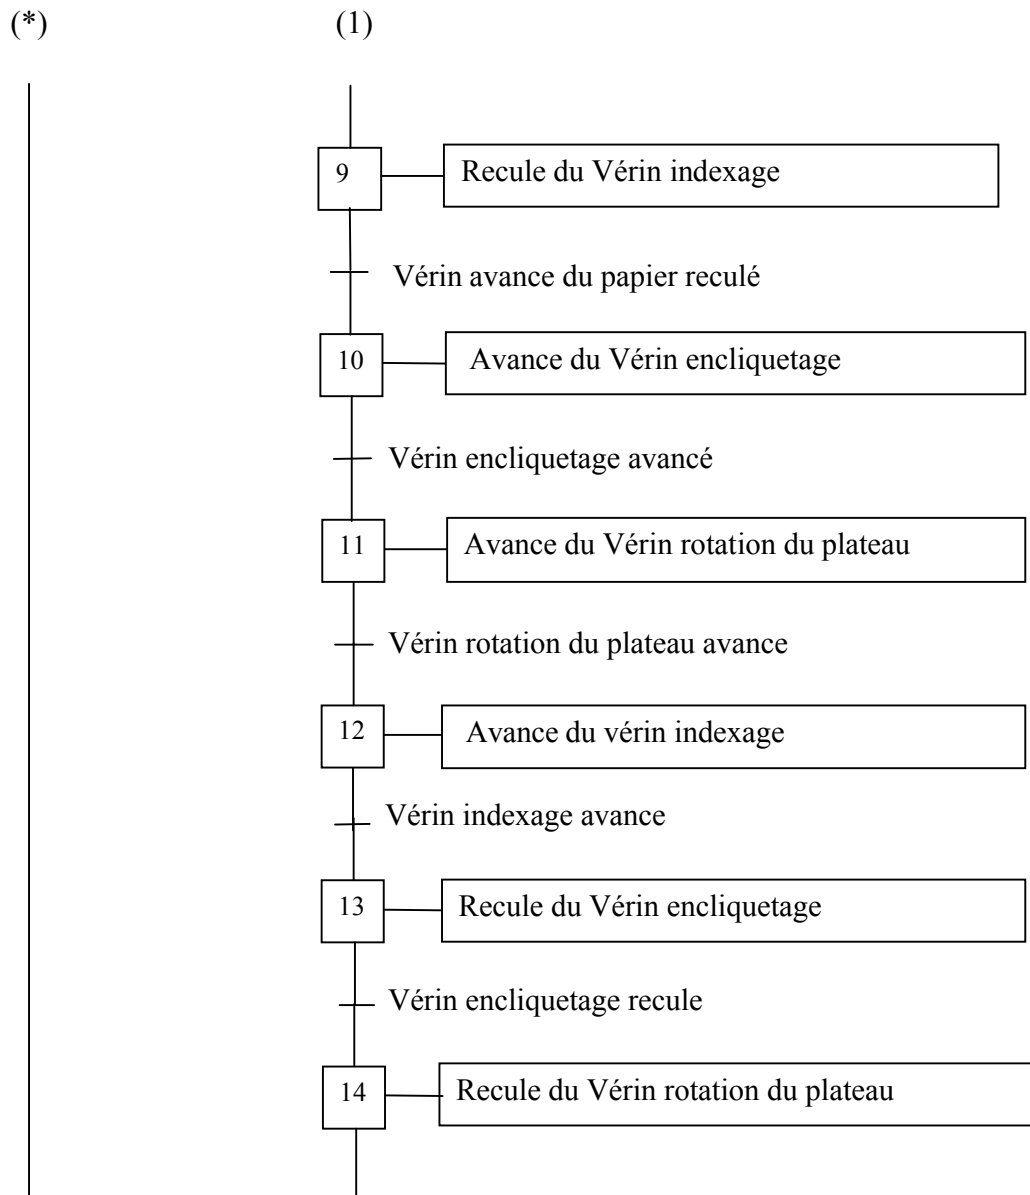 (*) (1)
9 Recule du Vérin indexage
Vérin avance du papier reculé
10 Avance du Vérin encliquetage
Vérin encliquetage avancé
11 Avance du Vérin rotation du plateau
Vérin rotation du plateau avance
12 Avance du vérin indexage
Vérin indexage avance
13 Recule du Vérin encliquetage
Vérin encliquetage recule
14 Recule du Vérin rotation du plateau